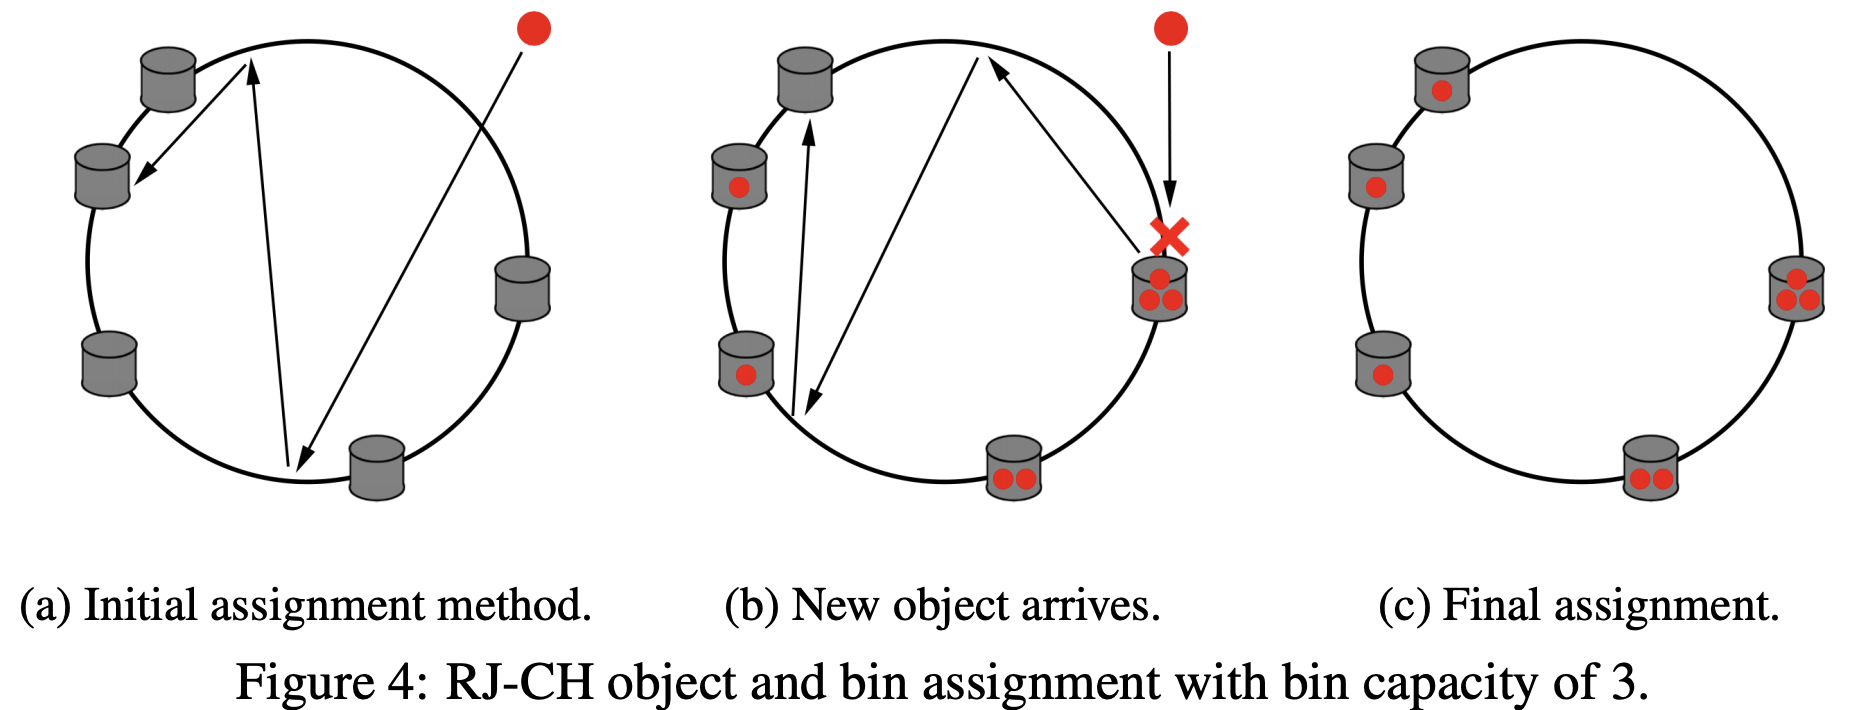 (a) Initial assignment method.
(b) New object arrives.
(c) Final assignment.
Figure 4: RJ-CH object and bin assignment with bin capacity of 3.